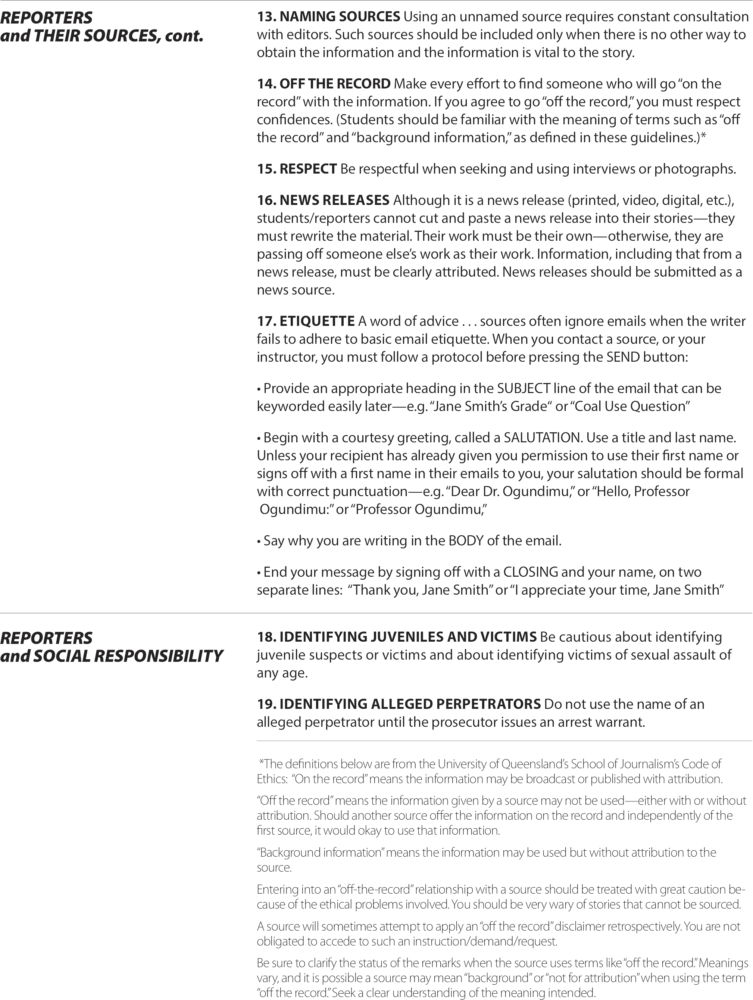 REPORTERS
and THEIR SOURCES, cont.
13. NAMING SOURCES Using an unnamed source requires constant consultation
with editors. Such sources should be included only when there is no other way to
obtain the information and the information is vital to the story.
14. OFF THE RECORD Make every effort to find someone who will go “on the
record” with the information. If you agree to go “off the record,” you must respect
confidences. (Students should be familiar with the meaning of terms such as “off
the record” and “background information,” as defined in these guidelines.)*
15. RESPECT Be respectful when seeking and using interviews or photographs.
16. NEWS RELEASES Although it is a news release (printed, video, digital, etc.),
students/reporters cannot cut and paste a news release into their stories—they
must rewrite the material. Their work must be their own—otherwise, they are
passing off someone else’s work as their work. Information, including that from a
news release, must be clearly attributed. News releases should be submitted as a
news source.
17. ETIQUETTE A word of advice . . . sources often ignore emails when the writer
fails to adhere to basic email etiquette. When you contact a source, or your
instructor, you must follow a protocol before pressing the SEND button:
• Provide an appropriate heading in the SUBJECT line of the email that can be
keyworded easily later—e.g. “Jane Smith’s Grade“ or “Coal Use Question”
• Begin with a courtesy greeting, called a SALUTATION. Use a title and last name.
Unless your recipient has already given you permission to use their first name or
signs off with a first name in their emails to you, your salutation should be formal
with correct punctuation—e.g. “Dear Dr. Ogundimu,” or “Hello, Professor
Ogundimu:” or “Professor Ogundimu,”
• Say why you are writing in the BODY of the email.
• End your message by signing off with a CLOSING and your name, on two
separate lines: “Thank you, Jane Smith” or “I appreciate your time, Jane Smith”
REPORTERS
and SOCIAL RESPONSIBILITY
18. IDENTIFYING JUVENILES AND VICTIMS Be cautious about identifying
juvenile suspects or victims and about identifying victims of sexual assault of
any age.
19. IDENTIFYING ALLEGED PERPETRATORS Do not use the name of an
alleged perpetrator until the prosecutor issues an arrest warrant.
*The definitions below are from the University of Queensland’s School of Journalism’s Code of
Ethics: “On the record” means the information may be broadcast or published with attribution.
“Off the record” means the information given by a source may not be used—either with or without
attribution. Should another source offer the information on the record and independently of the
first source, it would okay to use that information.
“Background information” means the information may be used but without attribution to the
source.
Entering into an “off-the-record” relationship with a source should be treated with great caution be-
cause of the ethical problems involved. You should be very wary of stories that cannot be sourced.
A source will sometimes attempt to apply an “off the record” disclaimer retrospectively. You are not
obligated to accede to such an instruction/demand/request.
Be sure to clarify the status of the remarks when the source uses terms like “off the record.” Meanings
vary, and it is possible a source may mean “background” or “not for attribution” when using the term
“off the record.” Seek a clear understanding of the meaning intended.